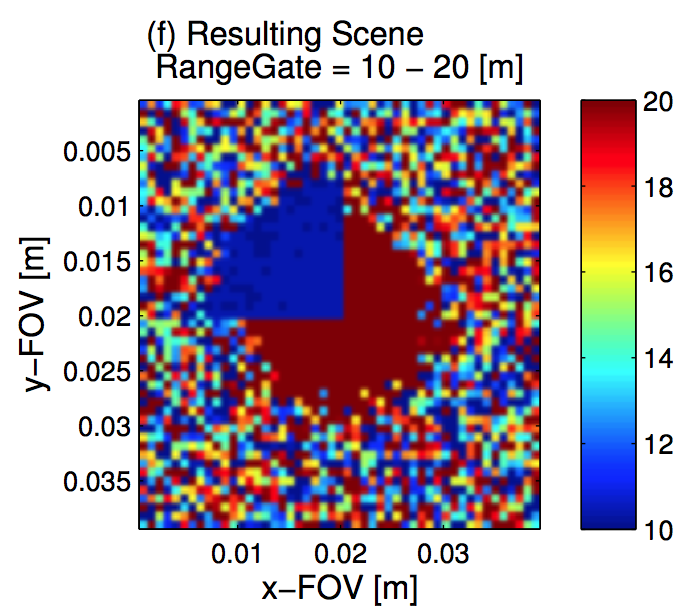 (f) Resulting Scene
RangeGate = 10 − 20 [m]
20
18
16
14
12
10
y−FOV [m]
0.005
0.01
0.015
0.02
0.025
0.03
0.035
0.01 0.02 0.03
x−FOV [m]